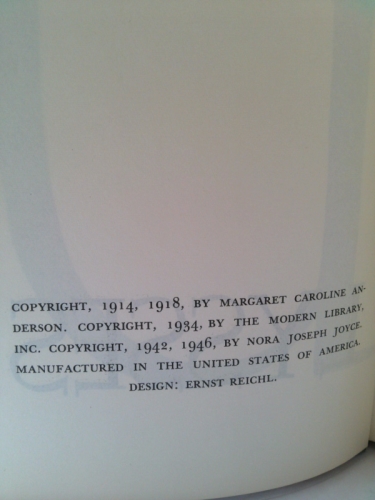 COPYRIGHT, 1914, 1918, BY MARGARET CAROLINE AN-
DERSON. COPYRIGHT, 1934, BY THE MODERN LIBRARY,
INC. COPYRIGHT, 1942, 1946, BY NORA JOSEPH JOYCE.
MANUFACTURED IN THE UNITED STATES OF AMERICA.
DESIGN: ERNST REICHL.